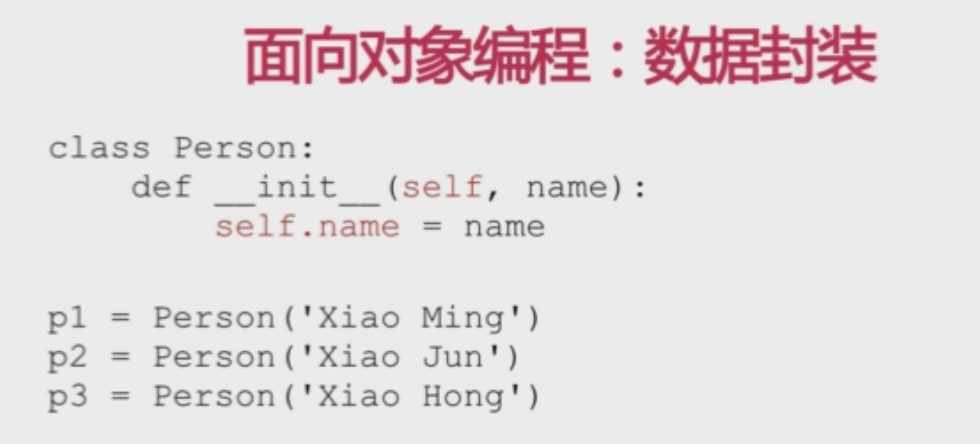 面向对象编程：数据封装
class Person:
    def __init__(self, name):
        self.name = name
p1 = Person('Xiao Ming')
p2 = Person('Xiao Jun')
p3 = Person('Xiao Hong')